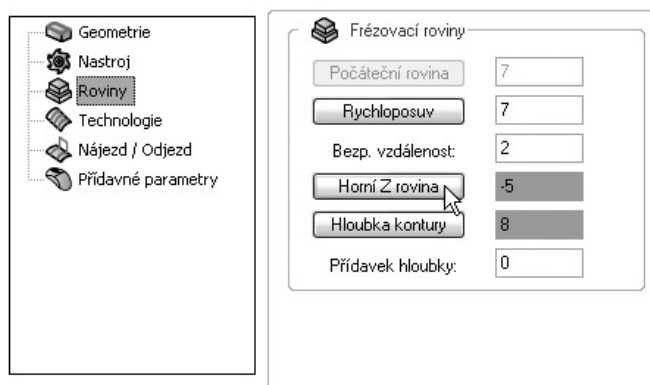 Geometrie
Nastroj
Roviny
Technologie
Nájezd / Odjezd
Přídavné parametry
Frézovací roviny
Počáteční rovina 7
Rychloposuv 7
Bezp. vzdálenost: 2
Horní Z rovina -5
Hloubka kontury 8
Přídavek hloubky: 0